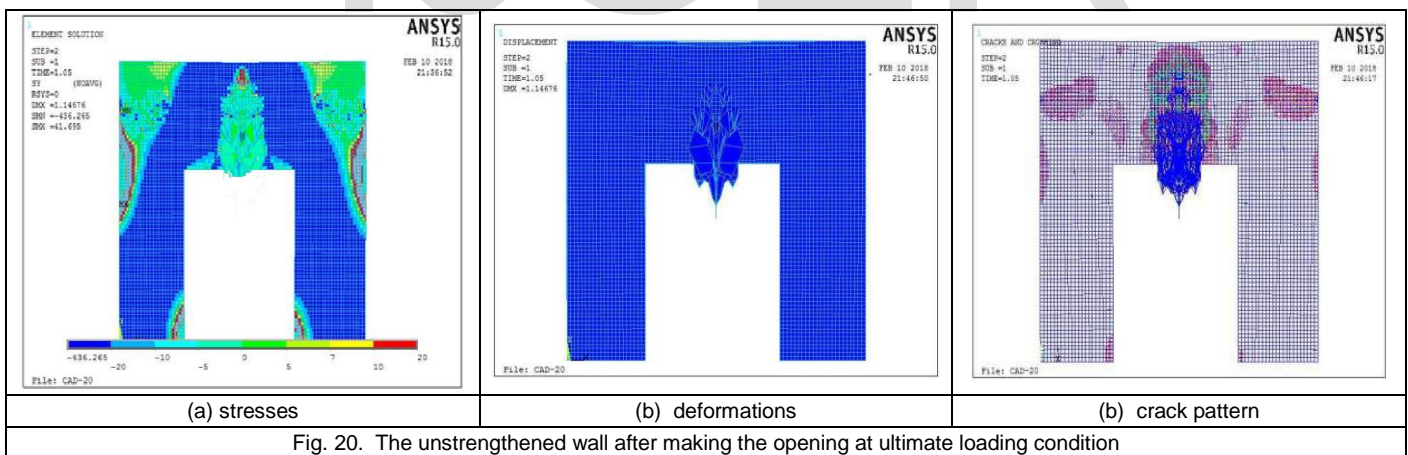 1
ELEMENT SOLUTION
STEP=2
SUB =1
TIME=1.05
SY (NOAVG)
RSYS=0
DMX =1.14676
SMN =-436.265
SMX =41.695
ANSYS
R15.0
FEB 10 2018
21:36:52
-436.265 -10 0 7 20
-20 -5 5 10
File: CAD-20
1
DISPLACEMENT
STEP=2
SUB =1
TIME=1.05
DMX =1.14676
ANSYS
R15.0
FEB 10 2018
21:46:50
File: CAD-20
1
CRACKS AND CRUSHING
STEP=2
SUB =1
TIME=1.05
ANSYS
R15.0
FEB 10 2018
21:46:17
File: CAD-20
(a) stresses
(b) deformations
(b) crack pattern
Fig. 20. The unstrengthened wall after making the opening at ultimate loading condition